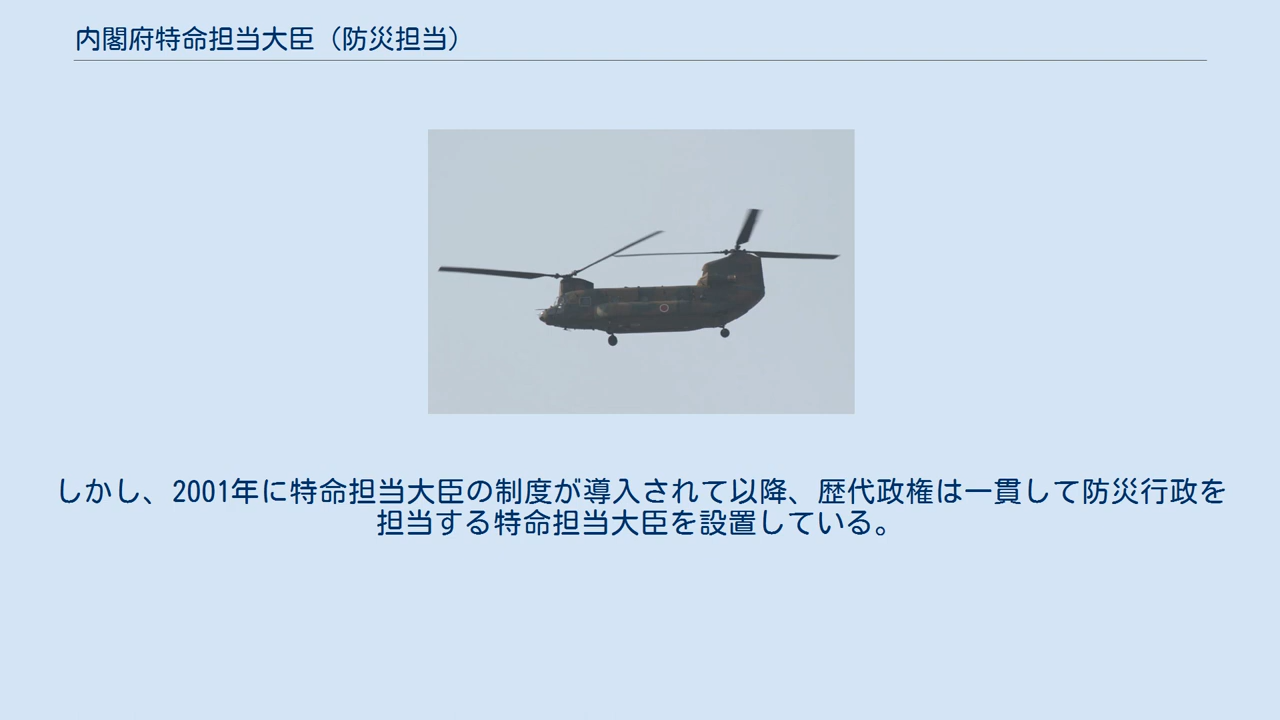 内閣府特命担当大臣（防災担当）
しかし、2001年に特命担当大臣の制度が導入されて以降、歴代政権は一貫して防災行政を
担当する特命担当大臣を設置している。